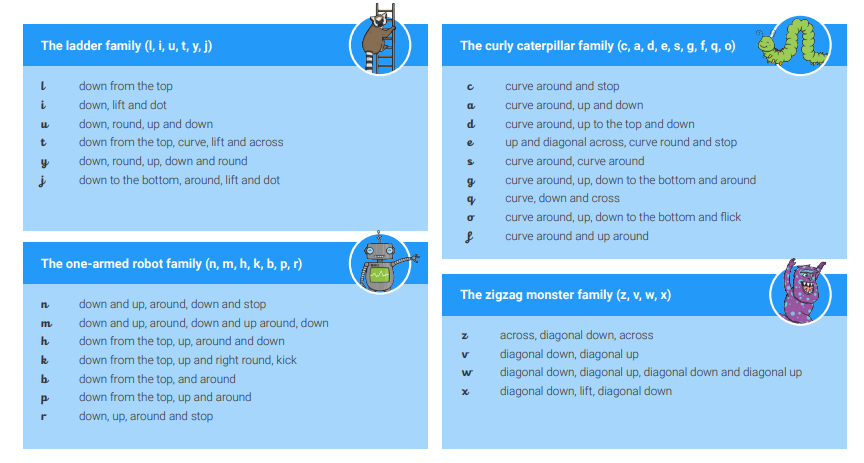 The ladder family (l, i, u, t, y, j)
l down from the top
i down, lift and dot
u down, round, up and down
t down from the top, curve, lift and across
y down, round, up, down and round
j down to the bottom, around, lift and dot
The one-armed robot family (n, m, h, k, b, p, r)
n down and up, around, down and stop
m down and up, around, down and up around, down
h down from the top, up, around and down
k down from the top, up and right round, kick
b down from the top, and around
p down from the top, up and around
r down, up, around and stop
The curly caterpillar family (c, a, d, e, s, g, f, q, o)
c curve around and stop
a curve around, up and down
d curve around, up to the top and down
e up and diagonal across, curve round and stop
s curve around, curve around
g curve around, up, down to the bottom and around
q curve, down and cross
o curve around, up, down to the bottom and flick
f curve around and up around
The zigzag monster family (z, v, w, x)
z across, diagonal down, across
v diagonal down, diagonal up
w diagonal down, diagonal up, diagonal down and diagonal up
x diagonal down, lift, diagonal down